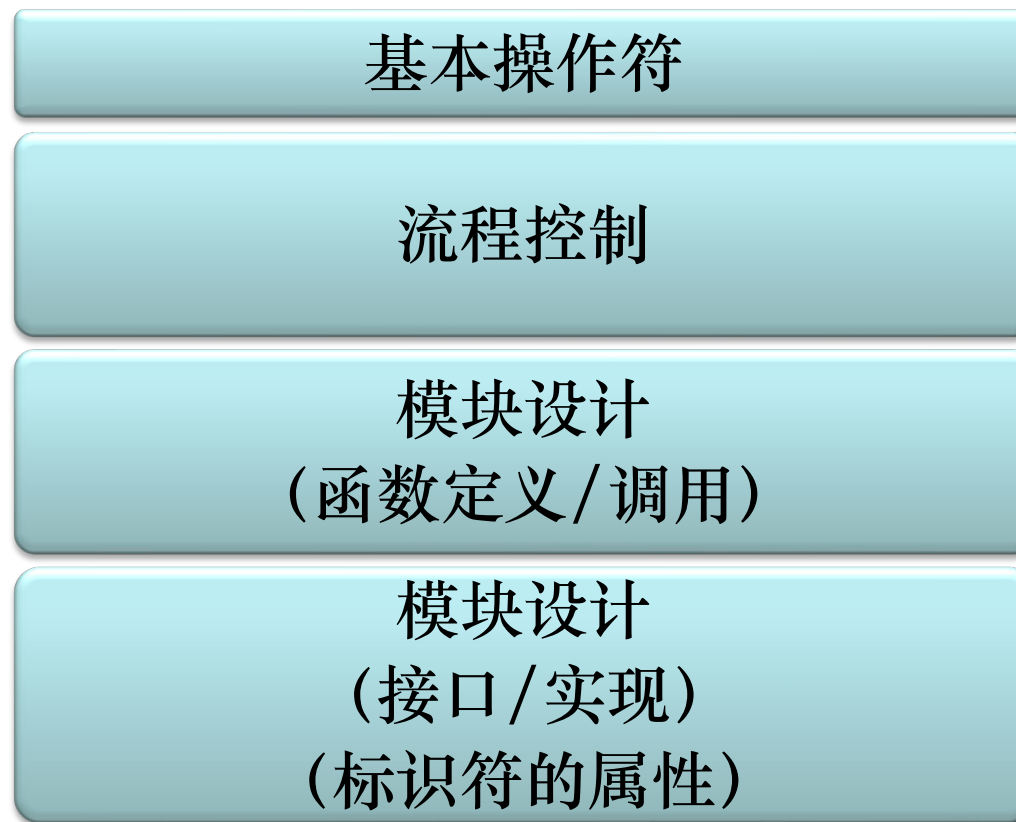 基本操作符
流程控制
模块设计
(函数定义/调用)
模块设计
(接口/实现)
(标识符的属性)